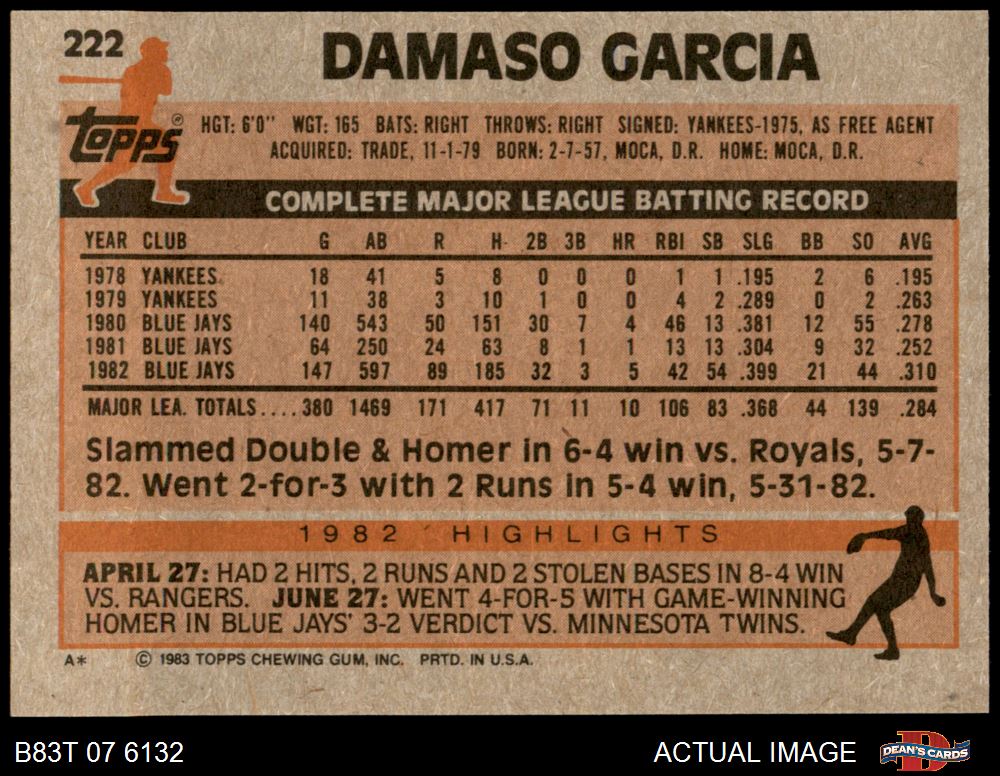 222
DAMASO GARCIA
Topps®
HGT: 6'0" WGT: 165 BATS: RIGHT THROWS: RIGHT SIGNED: YANKEES-1975, AS FREE AGENT
ACQUIRED: TRADE, 11-1-79 BORN: 2-7-57, MOCA, D.R. HOME: MOCA, D.R.
COMPLETE MAJOR LEAGUE BATTING RECORD
YEAR CLUB G AB R H 2B 3B HR RBI SB SLG BB SO AVG
1978 YANKEES 18 41 5 8 0 0 0 1 1 .195 2 6 .195
1979 YANKEES 11 38 3 10 1 0 0 4 2 .289 0 2 .263
1980 BLUE JAYS 140 543 50 151 30 7 4 46 13 .381 12 55 .278
1981 BLUE JAYS 64 250 24 63 8 1 1 13 13 .304 9 32 .252
1982 BLUE JAYS 147 597 89 185 32 3 5 42 54 .399 21 44 .310
MAJOR LEA. TOTALS....380 1469 171 417 71 11 10 106 83 .368 44 139 .284
Slammed Double & Homer in 6-4 win vs. Royals, 5-7-
82. Went 2-for-3 with 2 Runs in 5-4 win, 5-31-82.
1982 HIGHLIGHTS
APRIL 27: HAD 2 HITS, 2 RUNS AND 2 STOLEN BASES IN 8-4 WIN
VS. RANGERS. JUNE 27: WENT 4-FOR-5 WITH GAME-WINNING
HOMER IN BLUE JAYS' 3-2 VERDICT VS. MINNESOTA TWINS.
A* © 1983 TOPPS CHEWING GUM, INC. PRTD. IN U.S.A.
B83T 07 6132 ACTUAL IMAGE DEAN'S CARDS